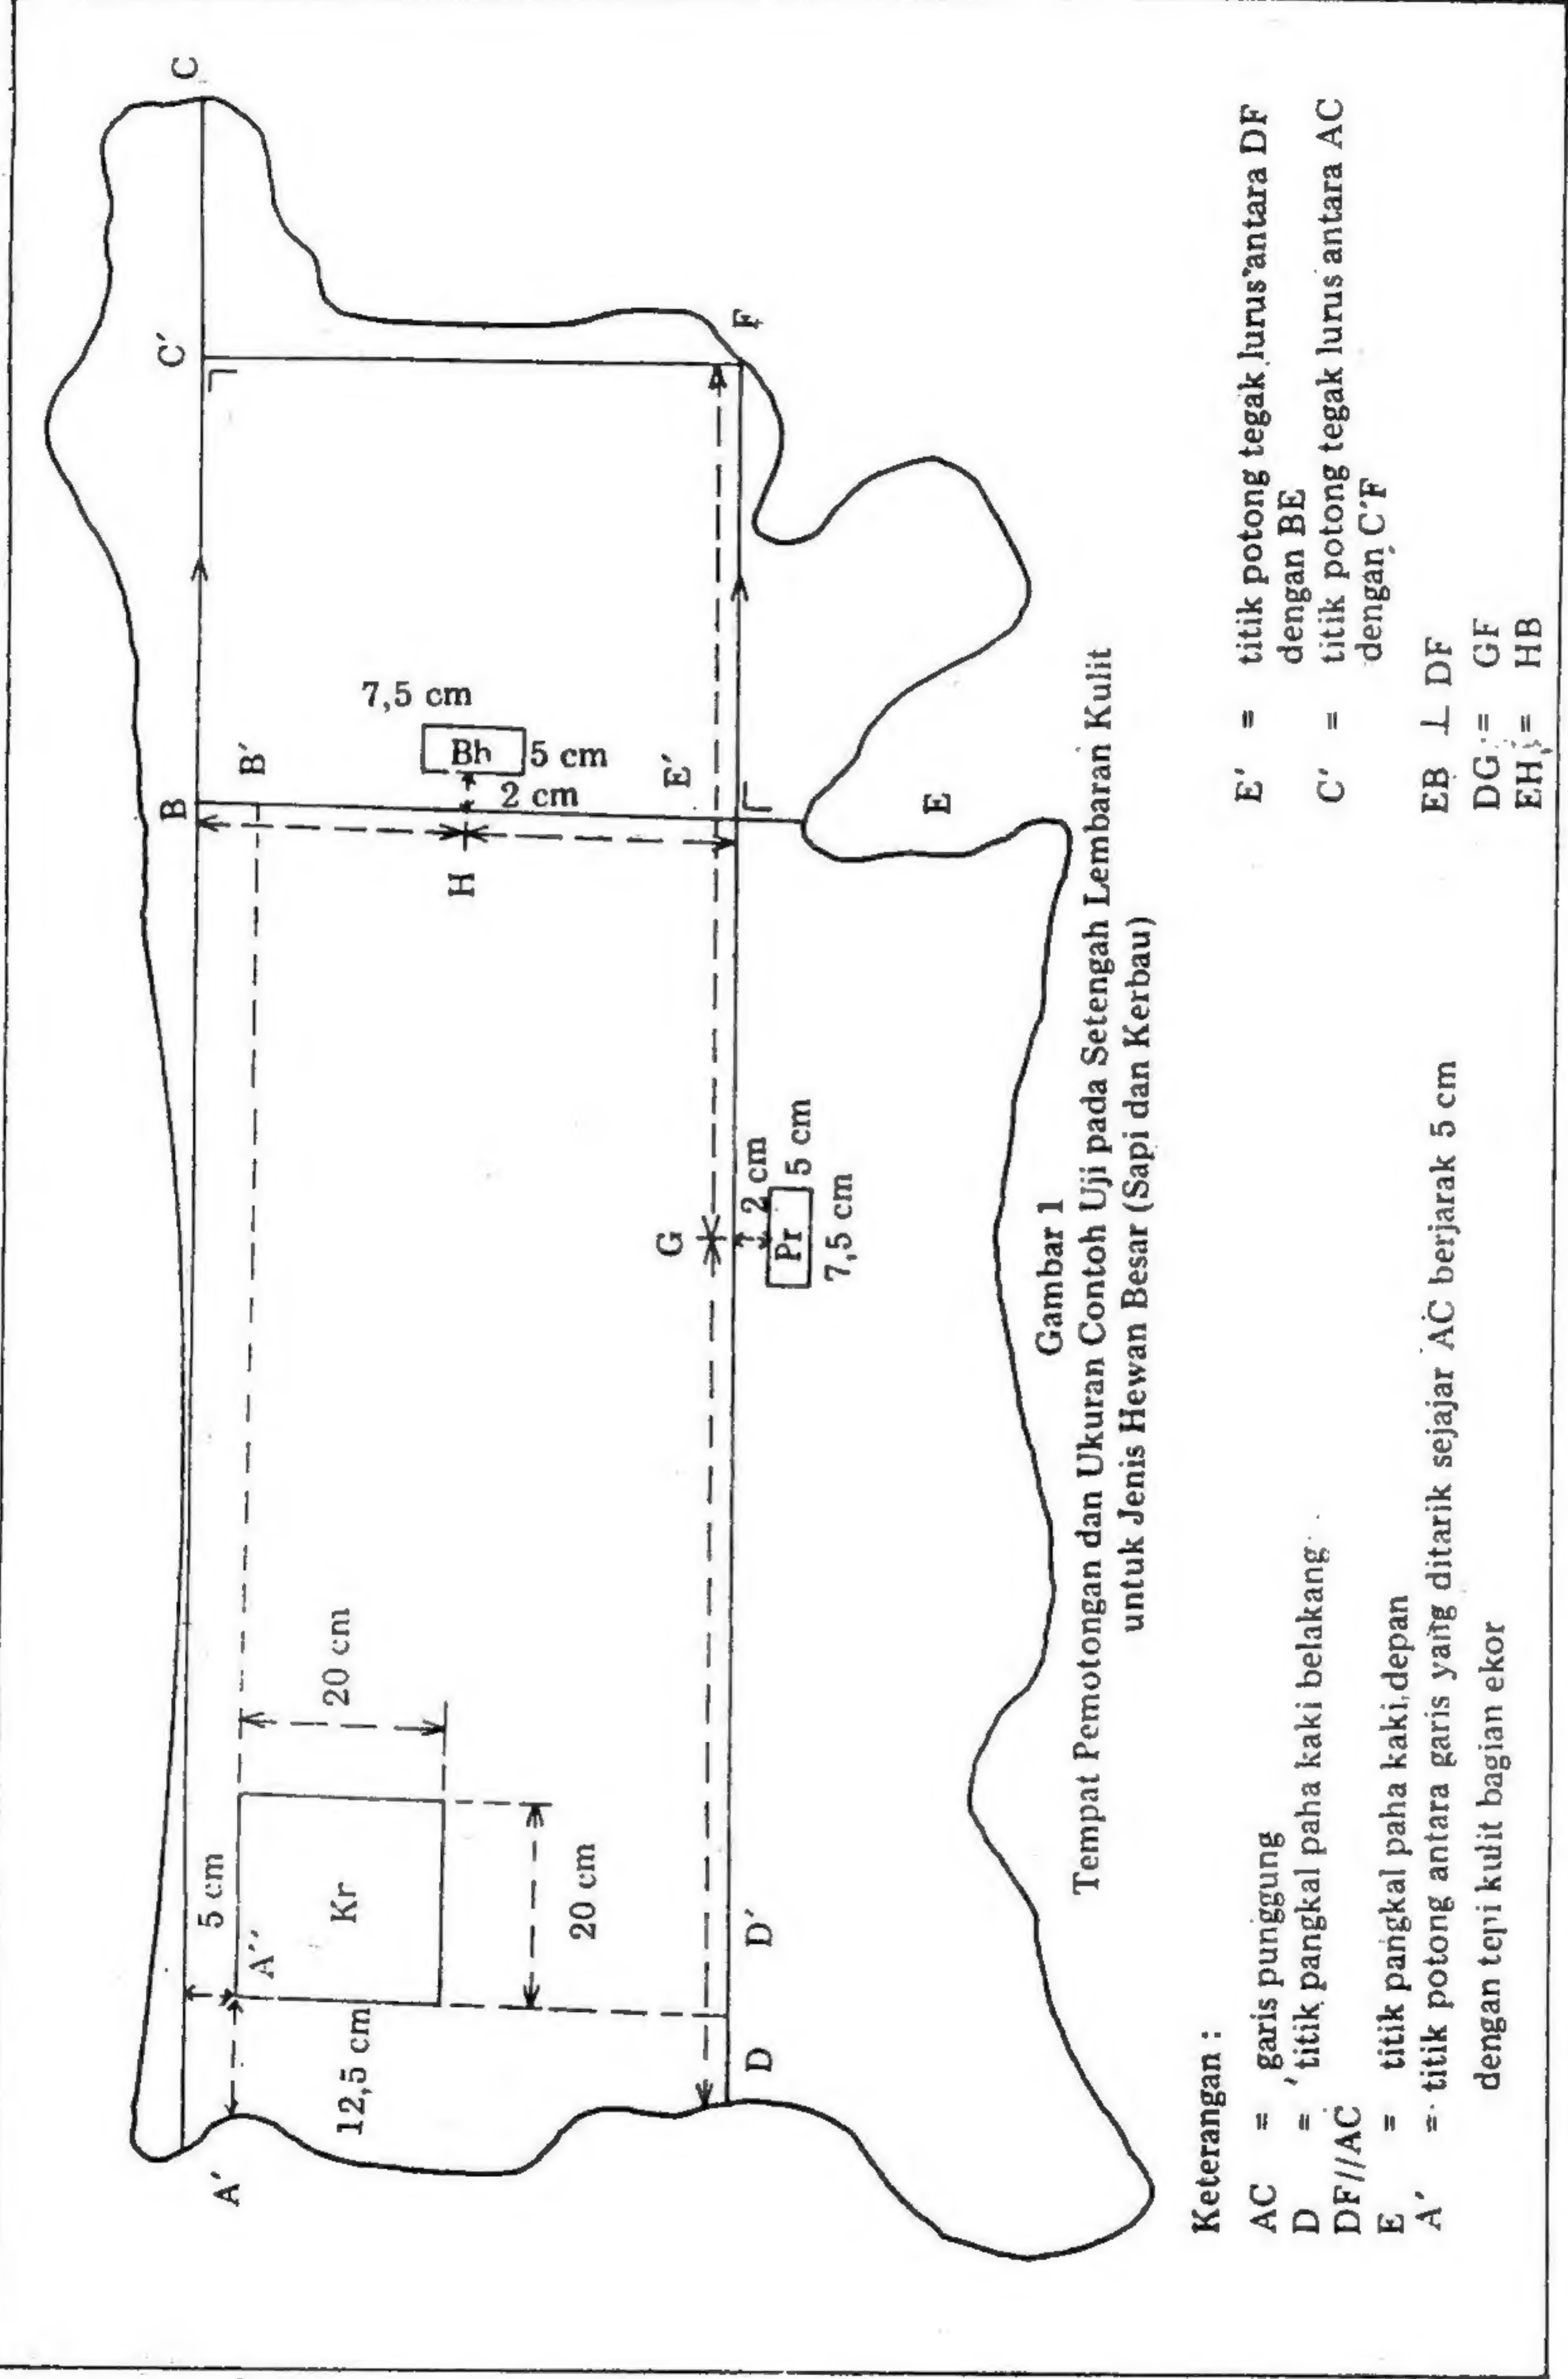 C
C'
F
B
B'
7,5 cm
Bh
5 cm
2 cm
H
E'
E
G
2 cm
Pr
5 cm
7,5 cm
20 cm
5 cm
A''
Kr
20 cm
12,5 cm
A'
D'
D
Gambar 1
Tempat Pemotongan dan Ukuran Contoh Uji pada Setengah Lembaran Kulit
untuk Jenis Hewan Besar (Sapi dan Kerbau)
Keterangan :
AC = garis punggung
D = titik pangkal paha kaki belakang
DF//AC
E = titik pangkal paha kaki depan
A' = titik potong antara garis yang ditarik sejajar AC berjarak 5 cm
dengan tepi kulit bagian ekor
E' = titik potong tegak lurus antara DF
dengan BE
C' = titik potong tegak lurus antara AC
dengan C'F
EB ⊥ DF
DG = GF
EH = HB